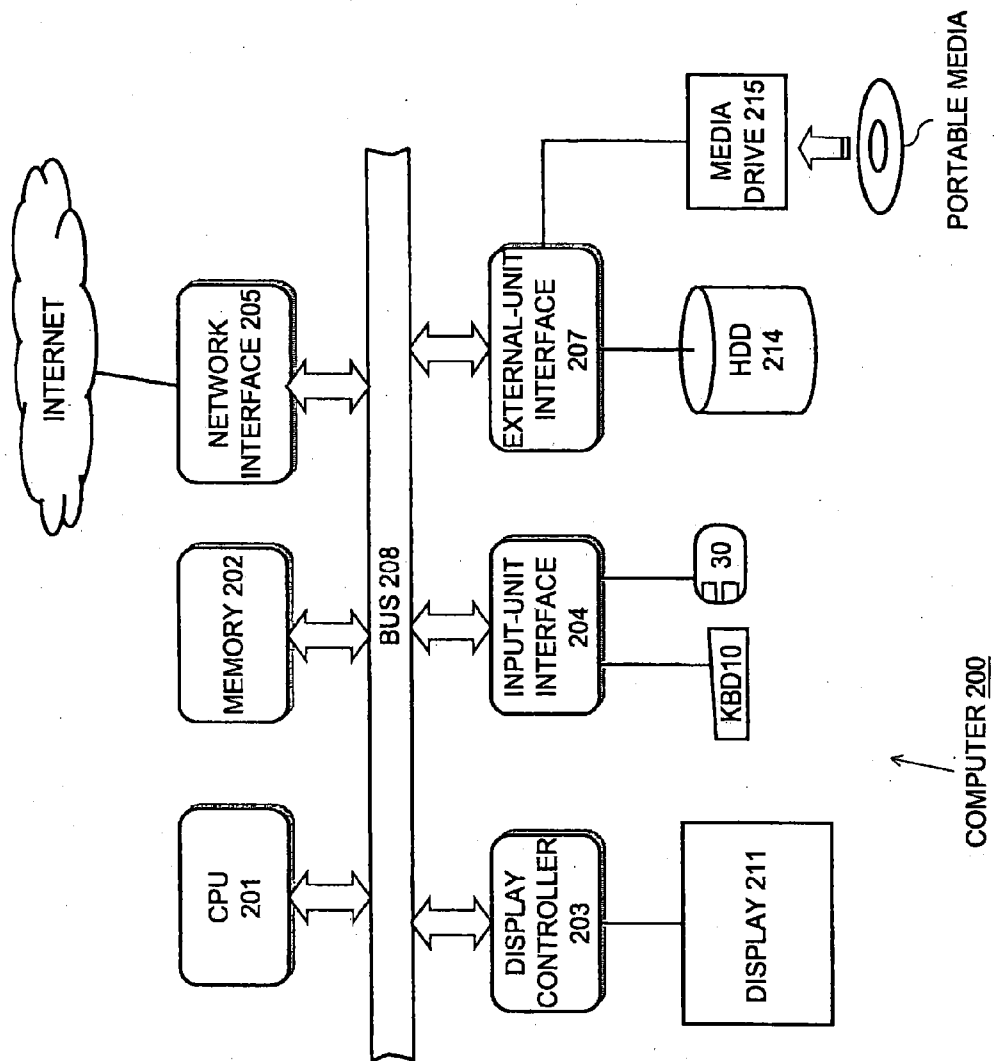 INTERNET
CPU
201
MEMORY 202
NETWORK
INTERFACE 205
BUS 208
DISPLAY
CONTROLLER
203
INPUT-UNIT
INTERFACE
204
EXTERNAL-UNIT
INTERFACE
207
DISPLAY 211
KBD10
30
HDD
214
MEDIA
DRIVE 215
PORTABLE MEDIA
COMPUTER 200